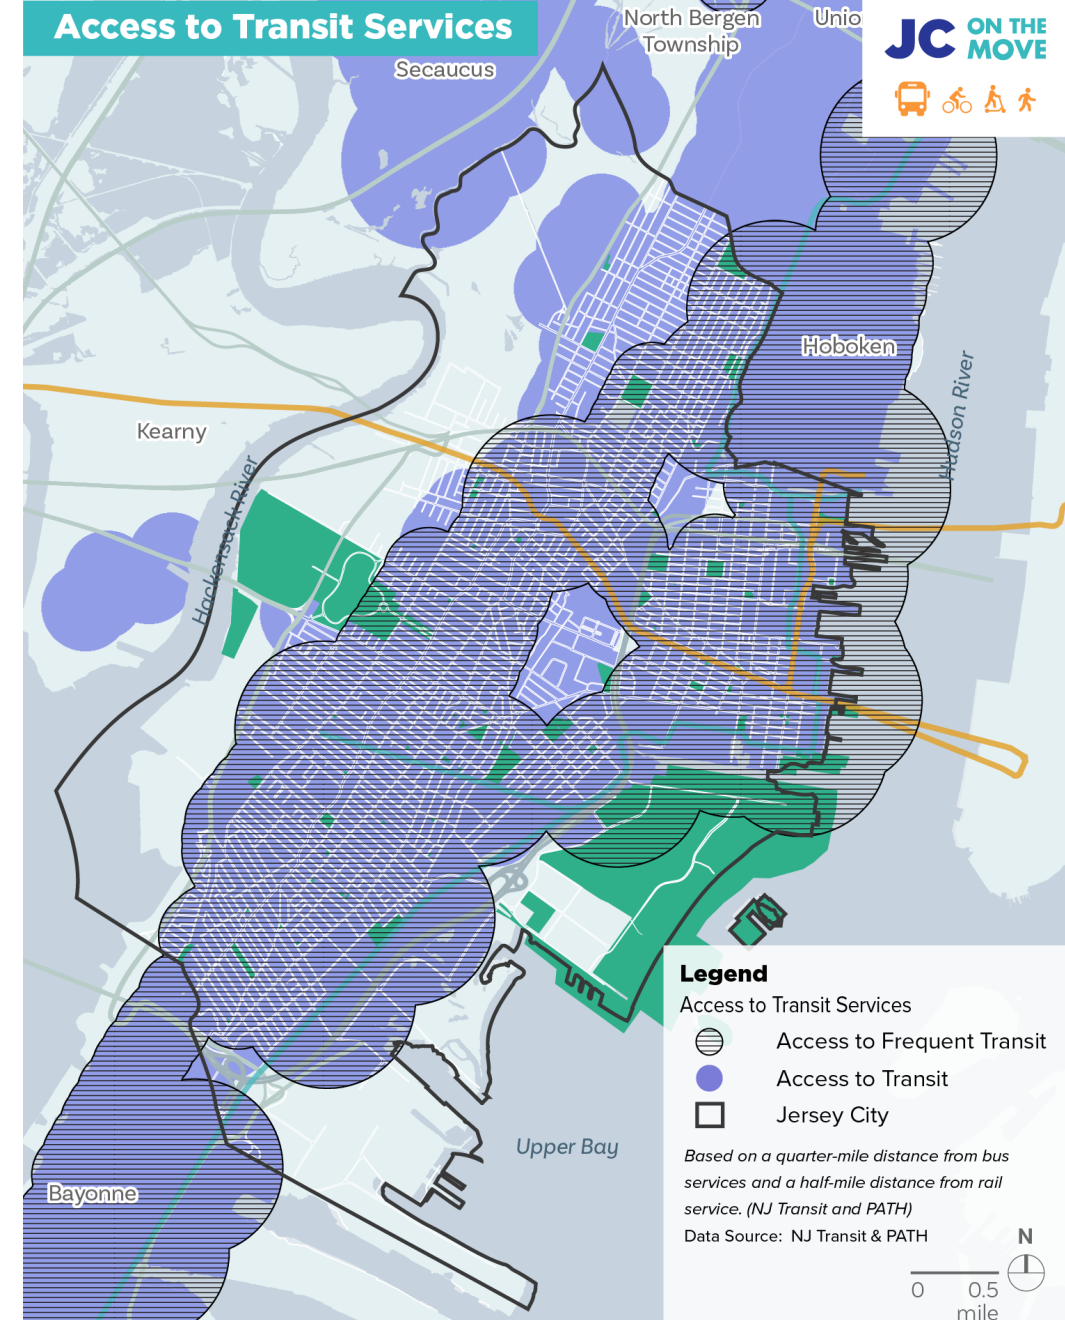 Access to Transit Services
North Bergen
Township
Unio
Secaucus
JC ON THE
MOVE
Hoboken
Hudson River
Kearny
Hackensack River
Upper Bay
Bayonne
Legend
Access to Transit Services
Access to Frequent Transit
Access to Transit
Jersey City
Based on a quarter-mile distance from bus
services and a half-mile distance from rail
service. (NJ Transit and PATH)
Data Source: NJ Transit & PATH
N
0 0.5
mile